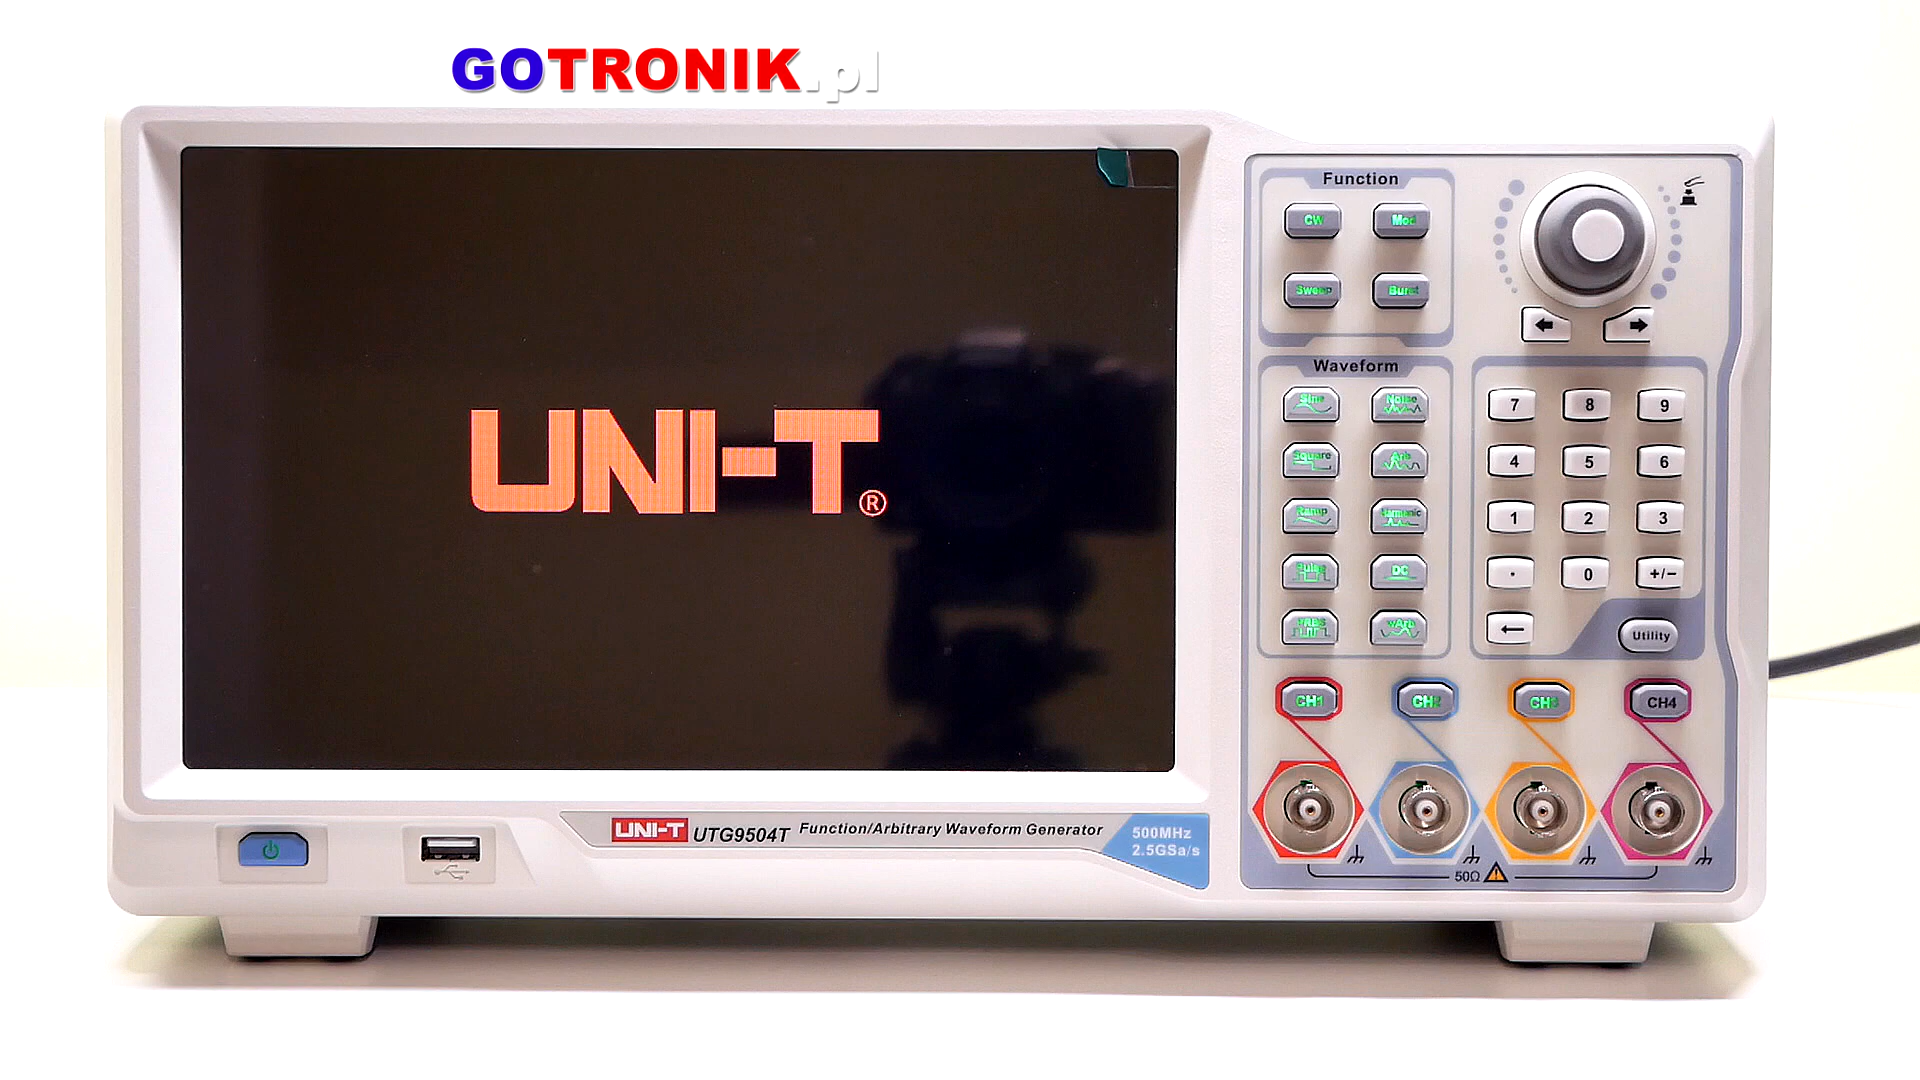 GOTRONIK.pl
UNI-T®
Function
CW
Mod
Sweep
Burst
Waveform
Sine
Noise
Square
Arb
Ramp
Harmonic
Pulse
DC
PRBS
7
8
9
4
5
6
1
2
3
.
0
+/−
←
Utility
CH1
CH2
CH3
CH4
50Ω
UNI-T UTG9504T Function/Arbitrary Waveform Generator
500MHz
2.5GSa/s